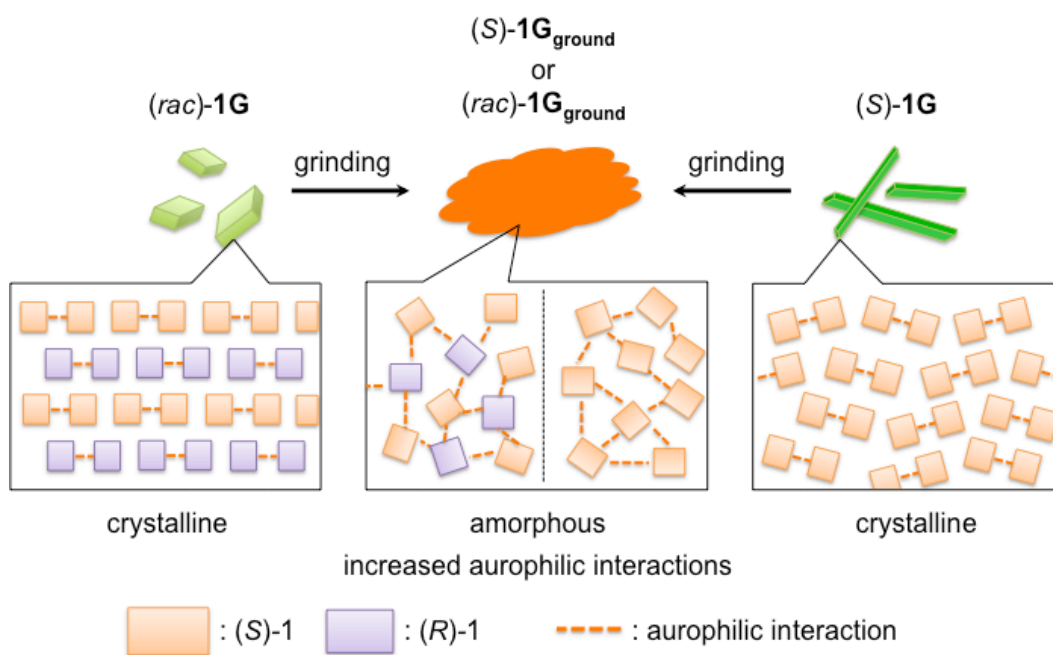 (S)-1Gground
or
(rac)-1G
(rac)-1Gground
(S)-1G
grinding
grinding
crystalline
amorphous
crystalline
increased aurophilic interactions
: (S)-1
: (R)-1
: aurophilic interaction